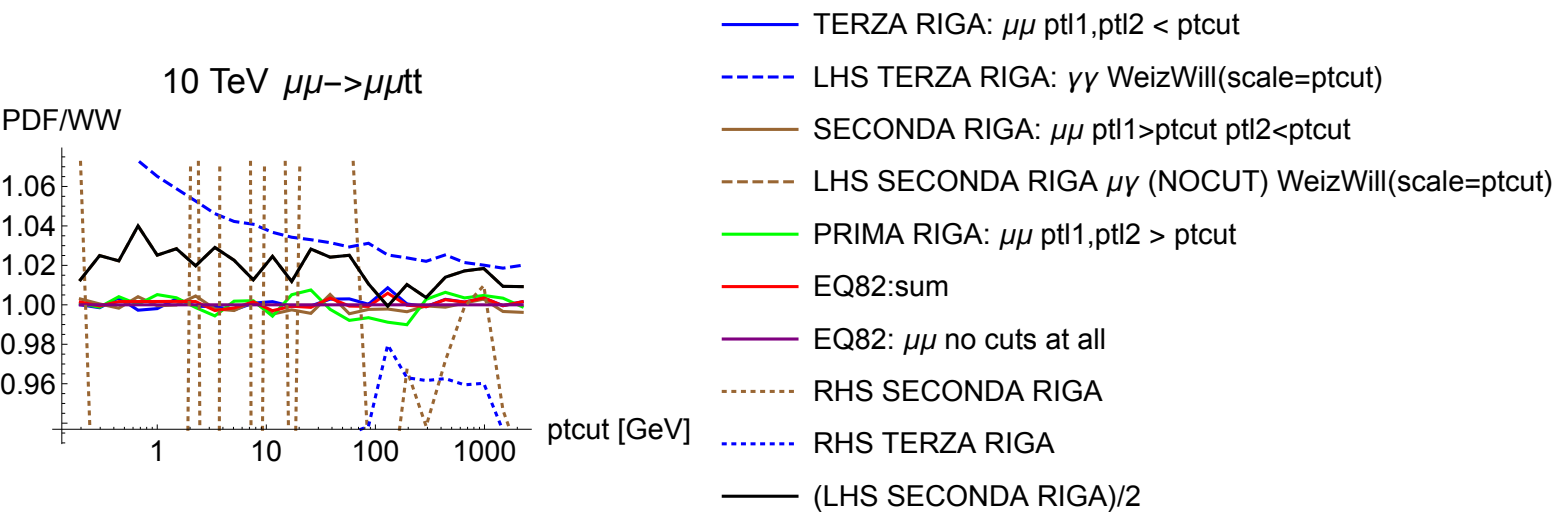 10 TeV μμ−>μμtt
PDF/WW
1.06
1.04
1.02
1.00
0.98
0.96
1
10
100
1000
ptcut [GeV]
TERZA RIGA: μμ ptl1,ptl2 < ptcut
LHS TERZA RIGA: γγ WeizWill(scale=ptcut)
SECONDA RIGA: μμ ptl1>ptcut ptl2<ptcut
LHS SECONDA RIGA μγ (NOCUT) WeizWill(scale=ptcut)
PRIMA RIGA: μμ ptl1,ptl2 > ptcut
EQ82:sum
EQ82: μμ no cuts at all
RHS SECONDA RIGA
RHS TERZA RIGA
(LHS SECONDA RIGA)/2